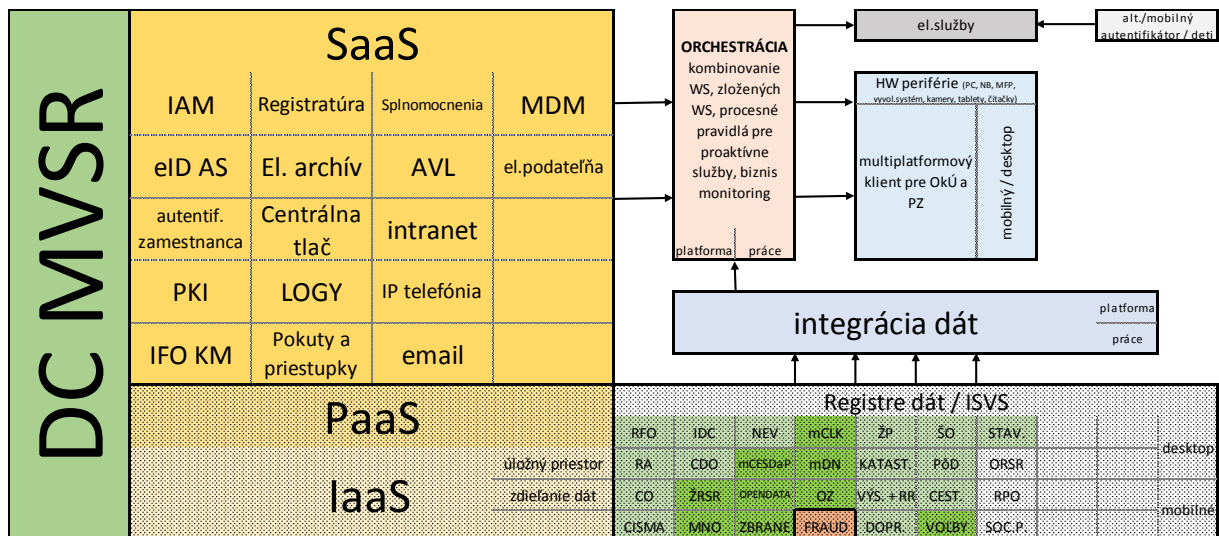 DC MVSR
SaaS
IAM
Registratúra
Splnomocnenia
MDM
eID AS
El. archív
AVL
el.podateľňa
autentif.
zamestnanca
Centrálna
tlač
intranet
PKI
LOGY
IP telefónia
IFO KM
Pokuty a
priestupky
email
PaaS
IaaS
úložný priestor
zdieľanie dát
ORCHESTRÁCIA
kombinovanie
WS, zložených
WS, procesné
pravidlá pre
proaktívne
služby, biznis
monitoring
platforma
práce
el.služby
alt./mobilný
autentifikátor / deti
HW periférie (PC, NB, MFP,
vyvol.systém, kamery, tablety, čítačky)
multiplatformový
klient pre OkÚ a
PZ
mobilný / desktop
integrácia dát
platforma
práce
Registre dát / ISVS
RFO IDC NEV mCLK ŽP ŠO STAV.
desktop
RA CDO mCESDaP mDN KATAST. PôD ORSR
CO ŽRSR OPENDATA OZ VÝS. + RR CEST. RPO
mobilné
CISMA MNO ZBRANE FRAUD DOPR. VOĽBY SOC.P.